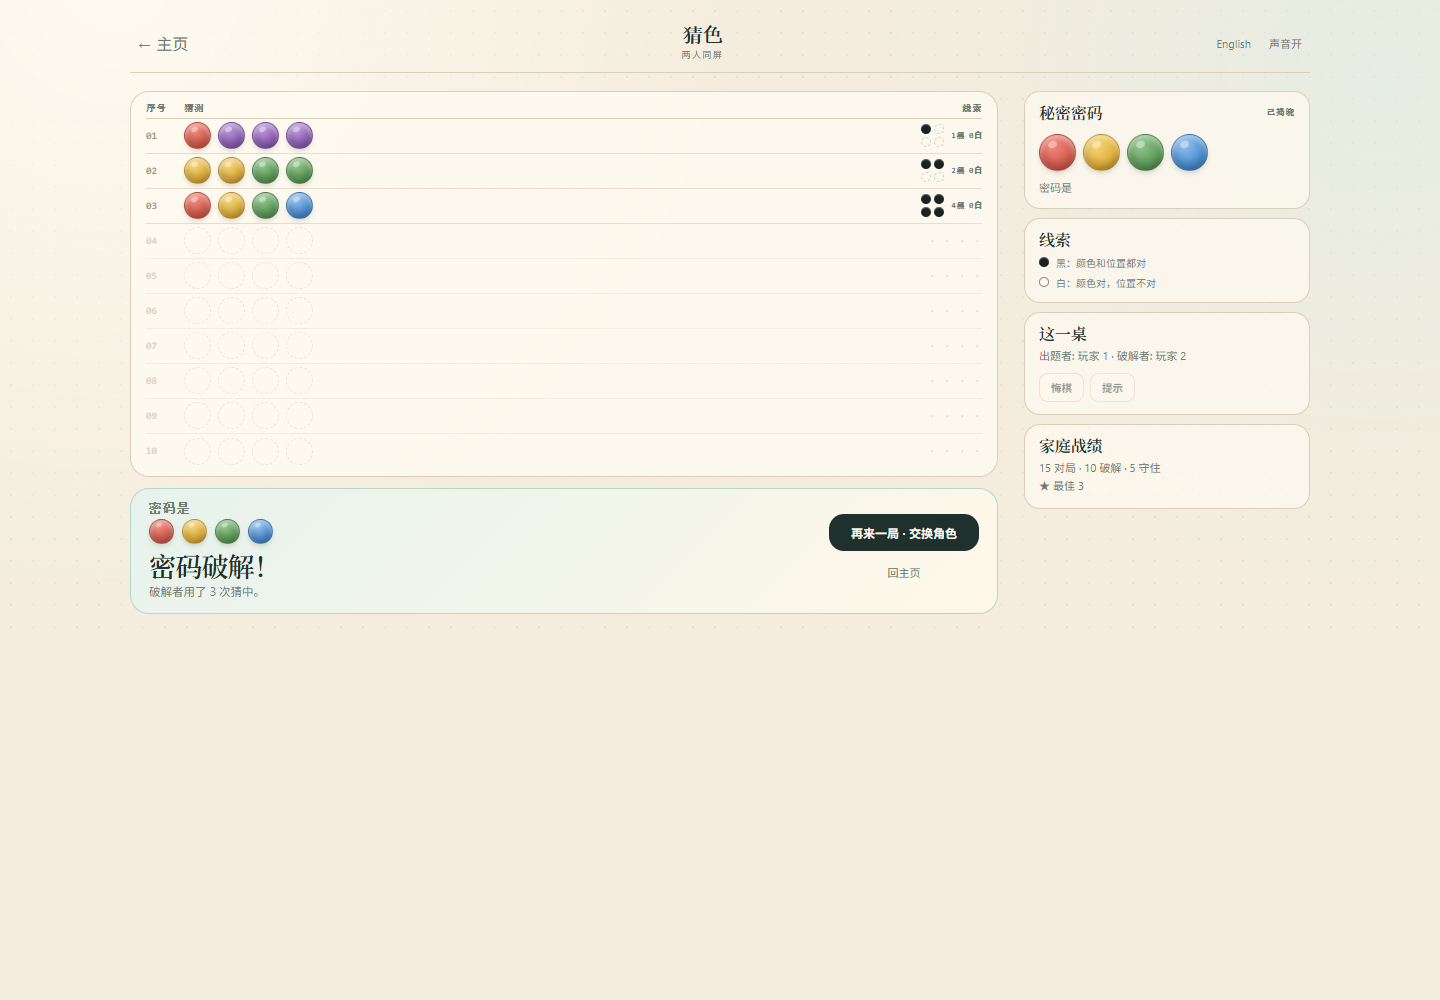 ← 主页
猜色
两人同屏
English 声音开
序号 猜测 线索
01 1黑 0白
02 2黑 0白
03 4黑 0白
04
05
06
07
08
09
10
密码是
密码破解!
破解者用了 3 次猜中。
再来一局 · 交换角色
回主页
秘密密码 已揭晓
密码是
线索
黑: 颜色和位置都对
白: 颜色对，位置不对
这一桌
出题者: 玩家 1 · 破解者: 玩家 2
悔棋 提示
家庭战绩
15 对局 · 10 破解 · 5 守住
★ 最佳 3